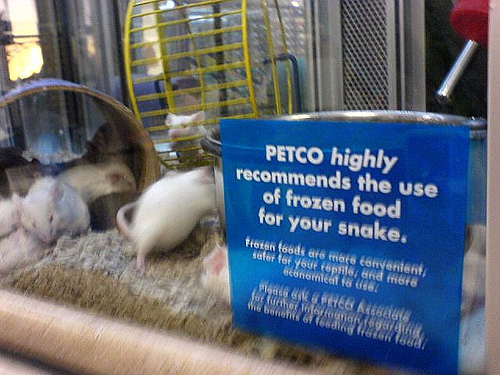 PETCO highly
recommends the use
of frozen food
for your snake.
Frozen foods are more convenient,
safer for your reptile, and more
economical to use.
Please ask a PETCO Associate
for further information regarding
the benefits of feeding frozen food.